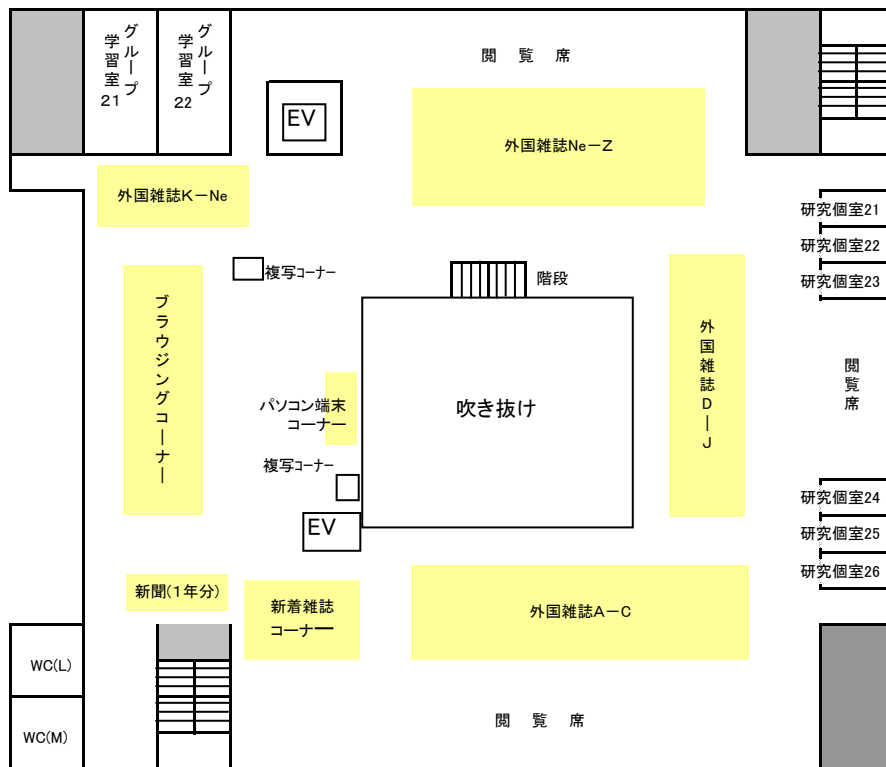 グループ
学習室
21
グループ
学習室
22
閲 覧 席
EV
外国雑誌Ne－Z
外国雑誌K－Ne
研究個室21
研究個室22
研究個室23
複写コーナー
階段
ブラウジングコーナー
外国雑誌D－J
閲覧席
パソコン端末
コーナー
吹き抜け
複写コーナー
EV
研究個室24
研究個室25
研究個室26
新聞(1年分)
新着雑誌
コーナー
外国雑誌A－C
WC(L)
WC(M)
閲 覧 席